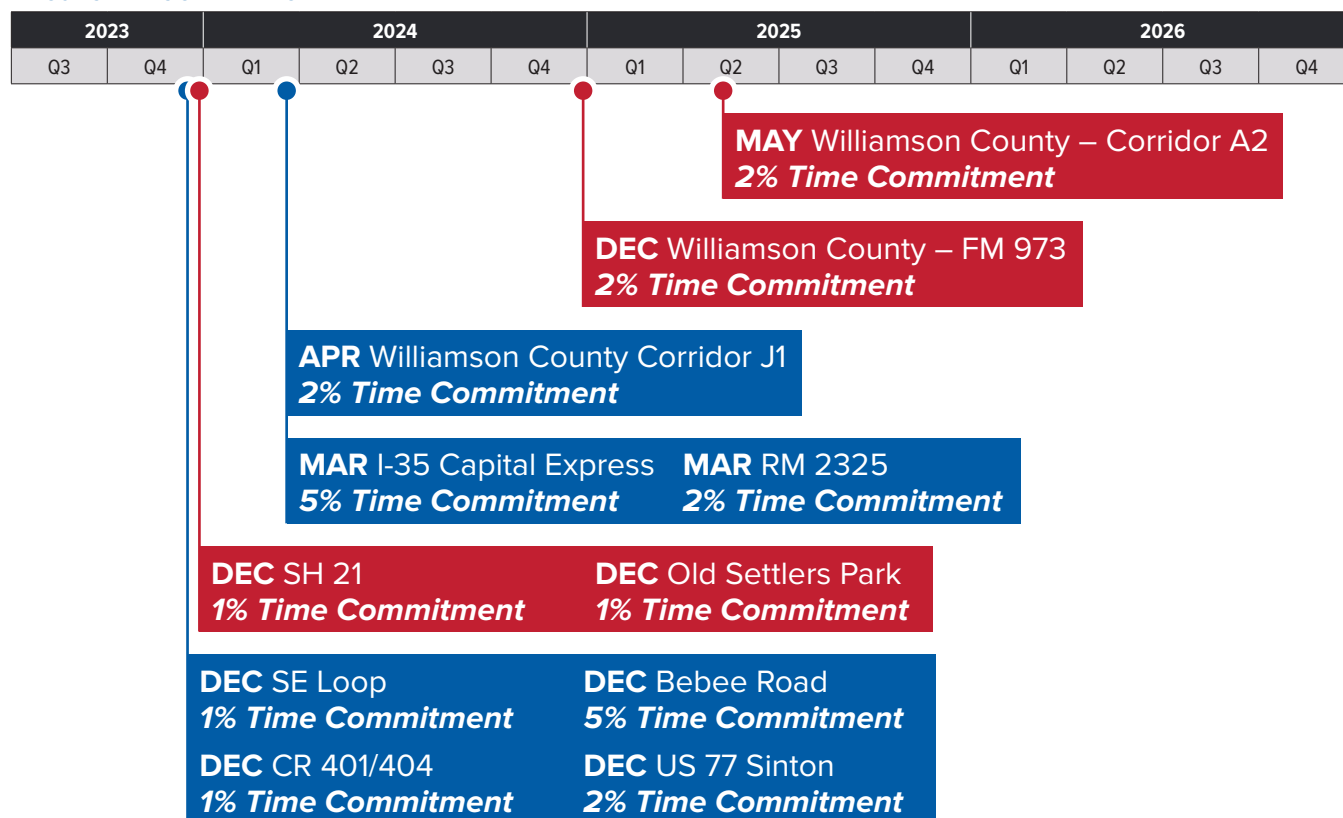 2023 2024 2025 2026
Q3 Q4 Q1 Q2 Q3 Q4 Q1 Q2 Q3 Q4 Q1 Q2 Q3 Q4
MAY Williamson County – Corridor A2
2% Time Commitment
DEC Williamson County – FM 973
2% Time Commitment
APR Williamson County Corridor J1
2% Time Commitment
MAR I-35 Capital Express MAR RM 2325
5% Time Commitment 2% Time Commitment
DEC SH 21 DEC Old Settlers Park
1% Time Commitment 1% Time Commitment
DEC SE Loop DEC Bebee Road
1% Time Commitment 5% Time Commitment
DEC CR 401/404 DEC US 77 Sinton
1% Time Commitment 2% Time Commitment